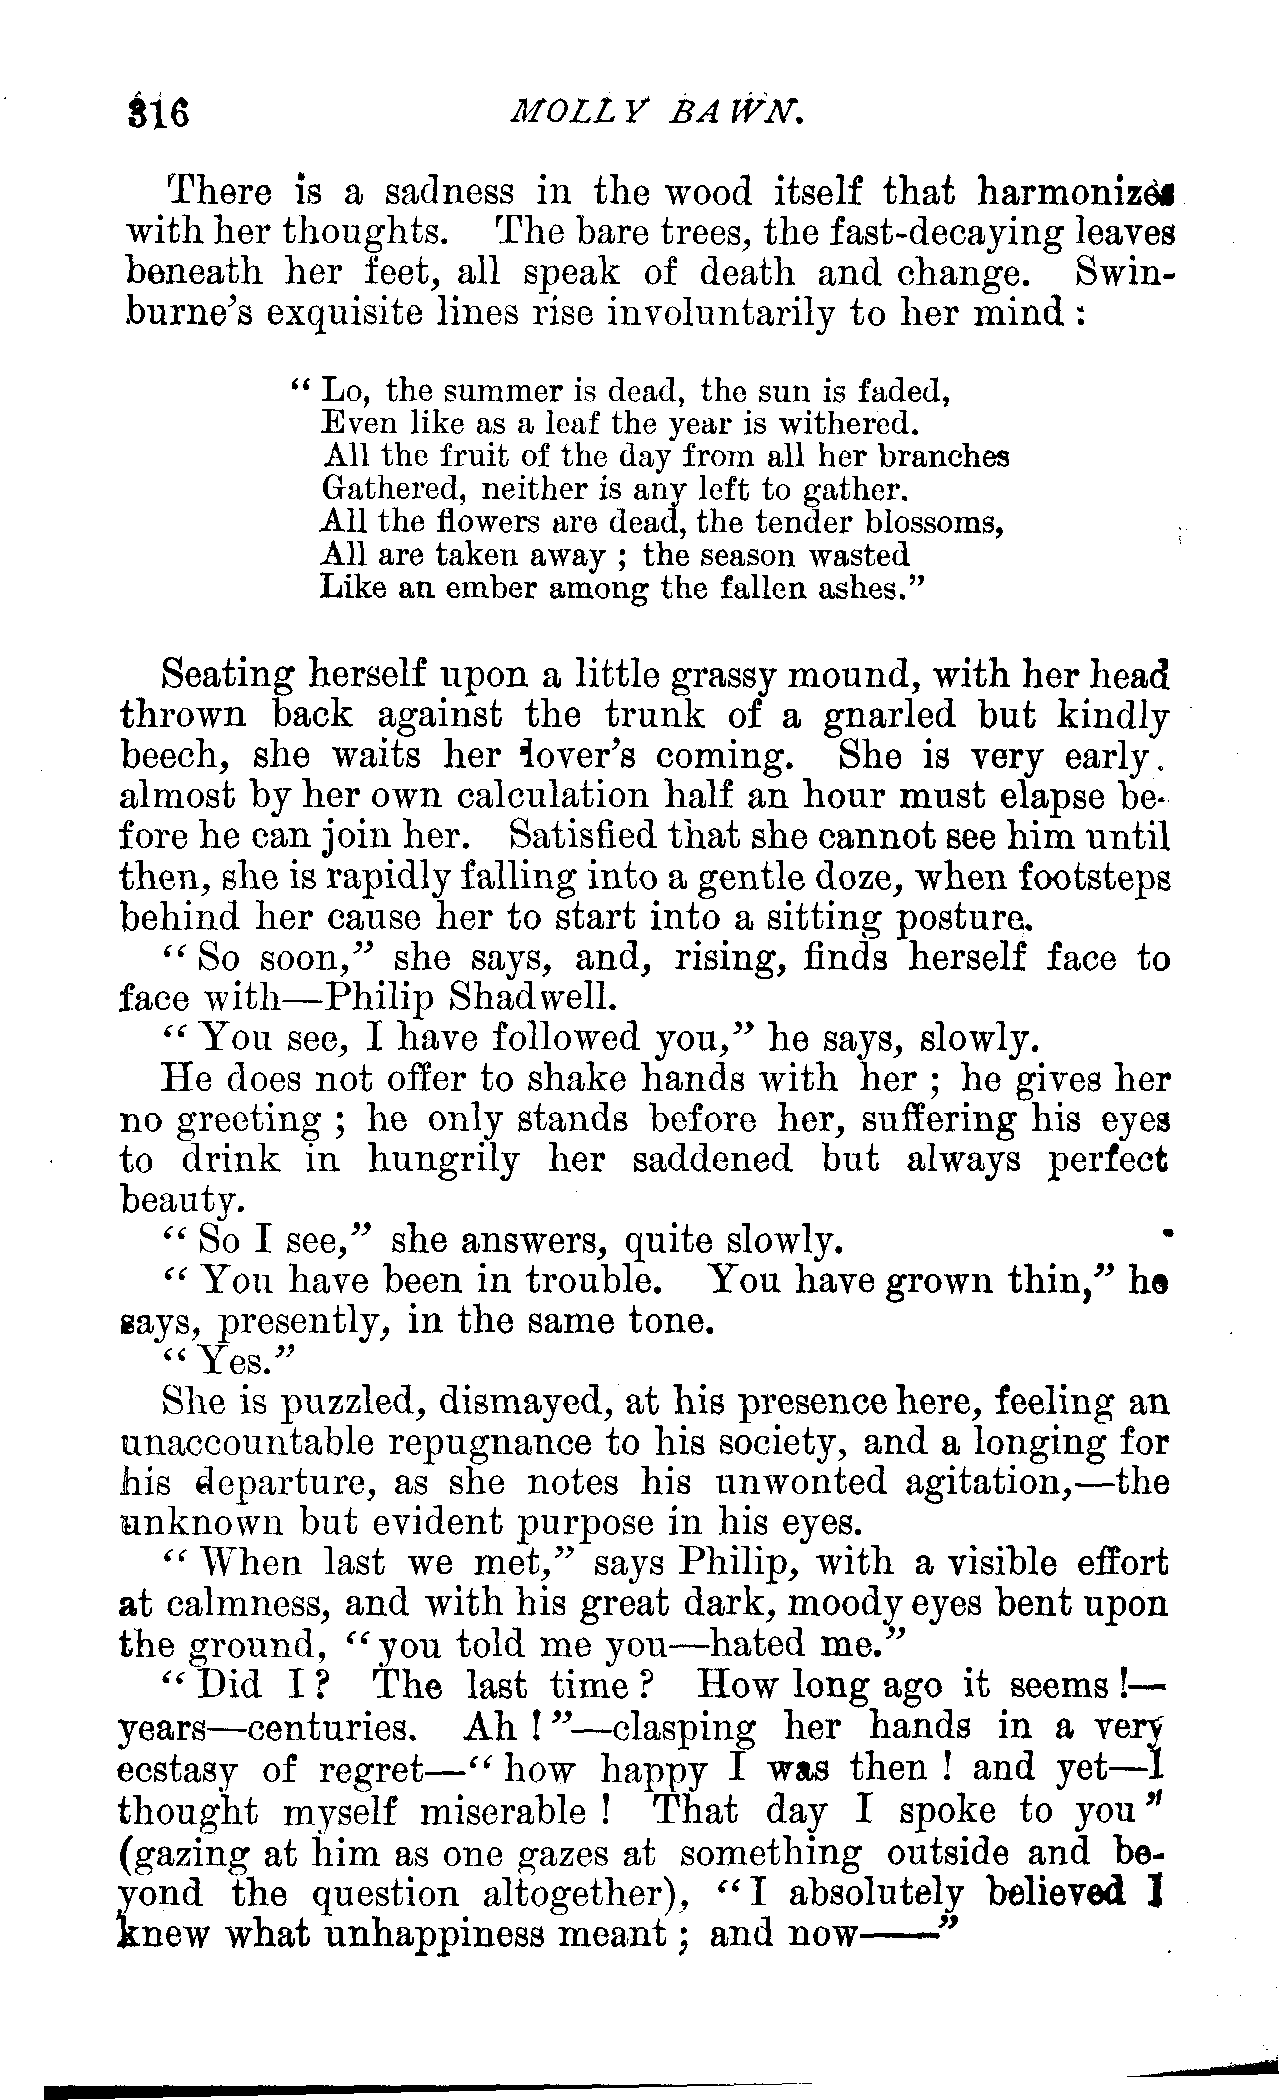 316 MOLLY BAWN.
There is a sadness in the wood itself that harmonizes
with her thoughts. The bare trees, the fast-decaying leaves
beneath her feet, all speak of death and change. Swin-
burne's exquisite lines rise involuntarily to her mind :
" Lo, the summer is dead, the sun is faded,
Even like as a leaf the year is withered.
All the fruit of the day from all her branches
Gathered, neither is any left to gather.
All the flowers are dead, the tender blossoms,
All are taken away ; the season wasted
Like an ember among the fallen ashes."
Seating herself upon a little grassy mound, with her head
thrown back against the trunk of a gnarled but kindly
beech, she waits her lover's coming. She is very early.
almost by her own calculation half an hour must elapse be-
fore he can join her. Satisfied that she cannot see him until
then, she is rapidly falling into a gentle doze, when footsteps
behind her cause her to start into a sitting posture.
" So soon," she says, and, rising, finds herself face to
face with—Philip Shadwell.
" You see, I have followed you," he says, slowly.
He does not offer to shake hands with her ; he gives her
no greeting ; he only stands before her, suffering his eyes
to drink in hungrily her saddened but always perfect
beauty.
" So I see," she answers, quite slowly.
" You have been in trouble. You have grown thin," he
says, presently, in the same tone.
" Yes."
She is puzzled, dismayed, at his presence here, feeling an
unaccountable repugnance to his society, and a longing for
his departure, as she notes his unwonted agitation,—the
unknown but evident purpose in his eyes.
" When last we met," says Philip, with a visible effort
at calmness, and with his great dark, moody eyes bent upon
the ground, " you told me you—hated me."
" Did I ? The last time ? How long ago it seems !—
years—centuries. Ah ! "—clasping her hands in a very
ecstasy of regret—" how happy I was then ! and yet—I
thought myself miserable ! That day I spoke to you "
(gazing at him as one gazes at something outside and be-
yond the question altogether), " I absolutely believed I
knew what unhappiness meant ; and now——"